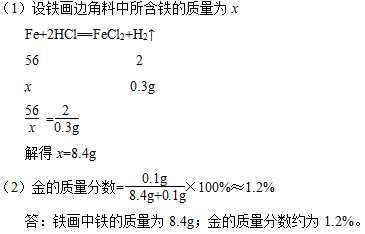 （1）设铁画边角料中所含铁的质量为 x
Fe+2HCl══FeCl₂+H₂↑
56 2
x 0.3g
56/x = 2/0.3g
解得 x=8.4g
（2）金的质量分数=0.1g/(8.4g+0.1g)×100%≈1.2%
答：铁画中铁的质量为 8.4g；金的质量分数约为 1.2%。